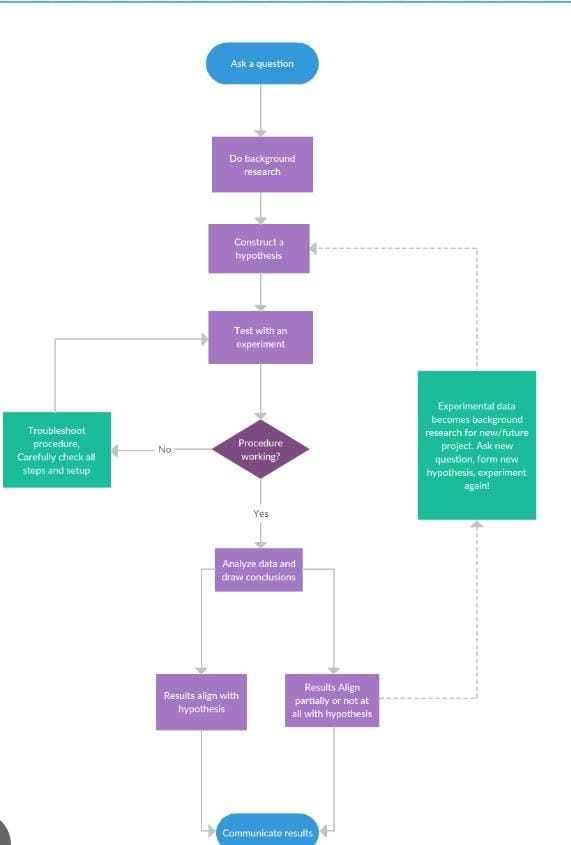 Ask a question
Do background
research
Construct a
hypothesis
Test with an
experiment
Procedure
working?
No
Troubleshoot
procedure,
Carefully check all
steps and setup
Experimental data
becomes background
research for new/future
project. Ask new
question, form new
hypothesis, experiment
again!
Yes
Analyze data and
draw conclusions
Results align with
hypothesis
Results Align
partially or not at
all with hypothesis
Communicate results